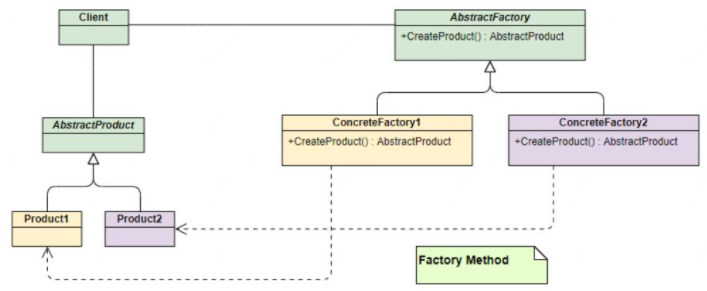 Client
AbstractFactory
+CreateProduct() : AbstractProduct
AbstractProduct
ConcreteFactory1
+CreateProduct() : AbstractProduct
ConcreteFactory2
+CreateProduct() : AbstractProduct
Product1
Product2
Factory Method